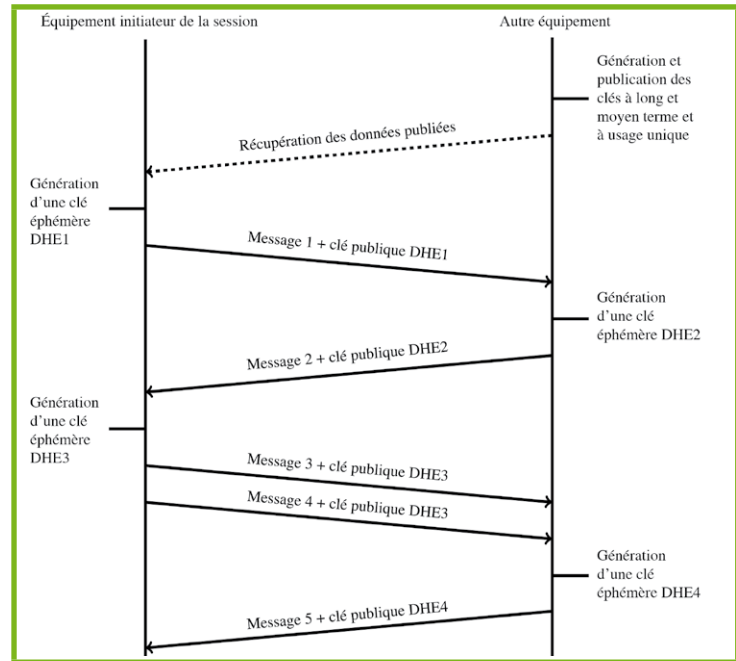 Équipement initiateur de la session
Autre équipement
Génération et
publication des
clés à long et
moyen terme et
à usage unique
Récupération des données publiées
Génération
d'une clé
éphémère
DHE1
Message 1 + clé publique DHE1
Génération
d'une clé
éphémère DHE2
Message 2 + clé publique DHE2
Génération
d'une clé
éphémère
DHE3
Message 3 + clé publique DHE3
Message 4 + clé publique DHE3
Génération
d'une clé
éphémère DHE4
Message 5 + clé publique DHE4